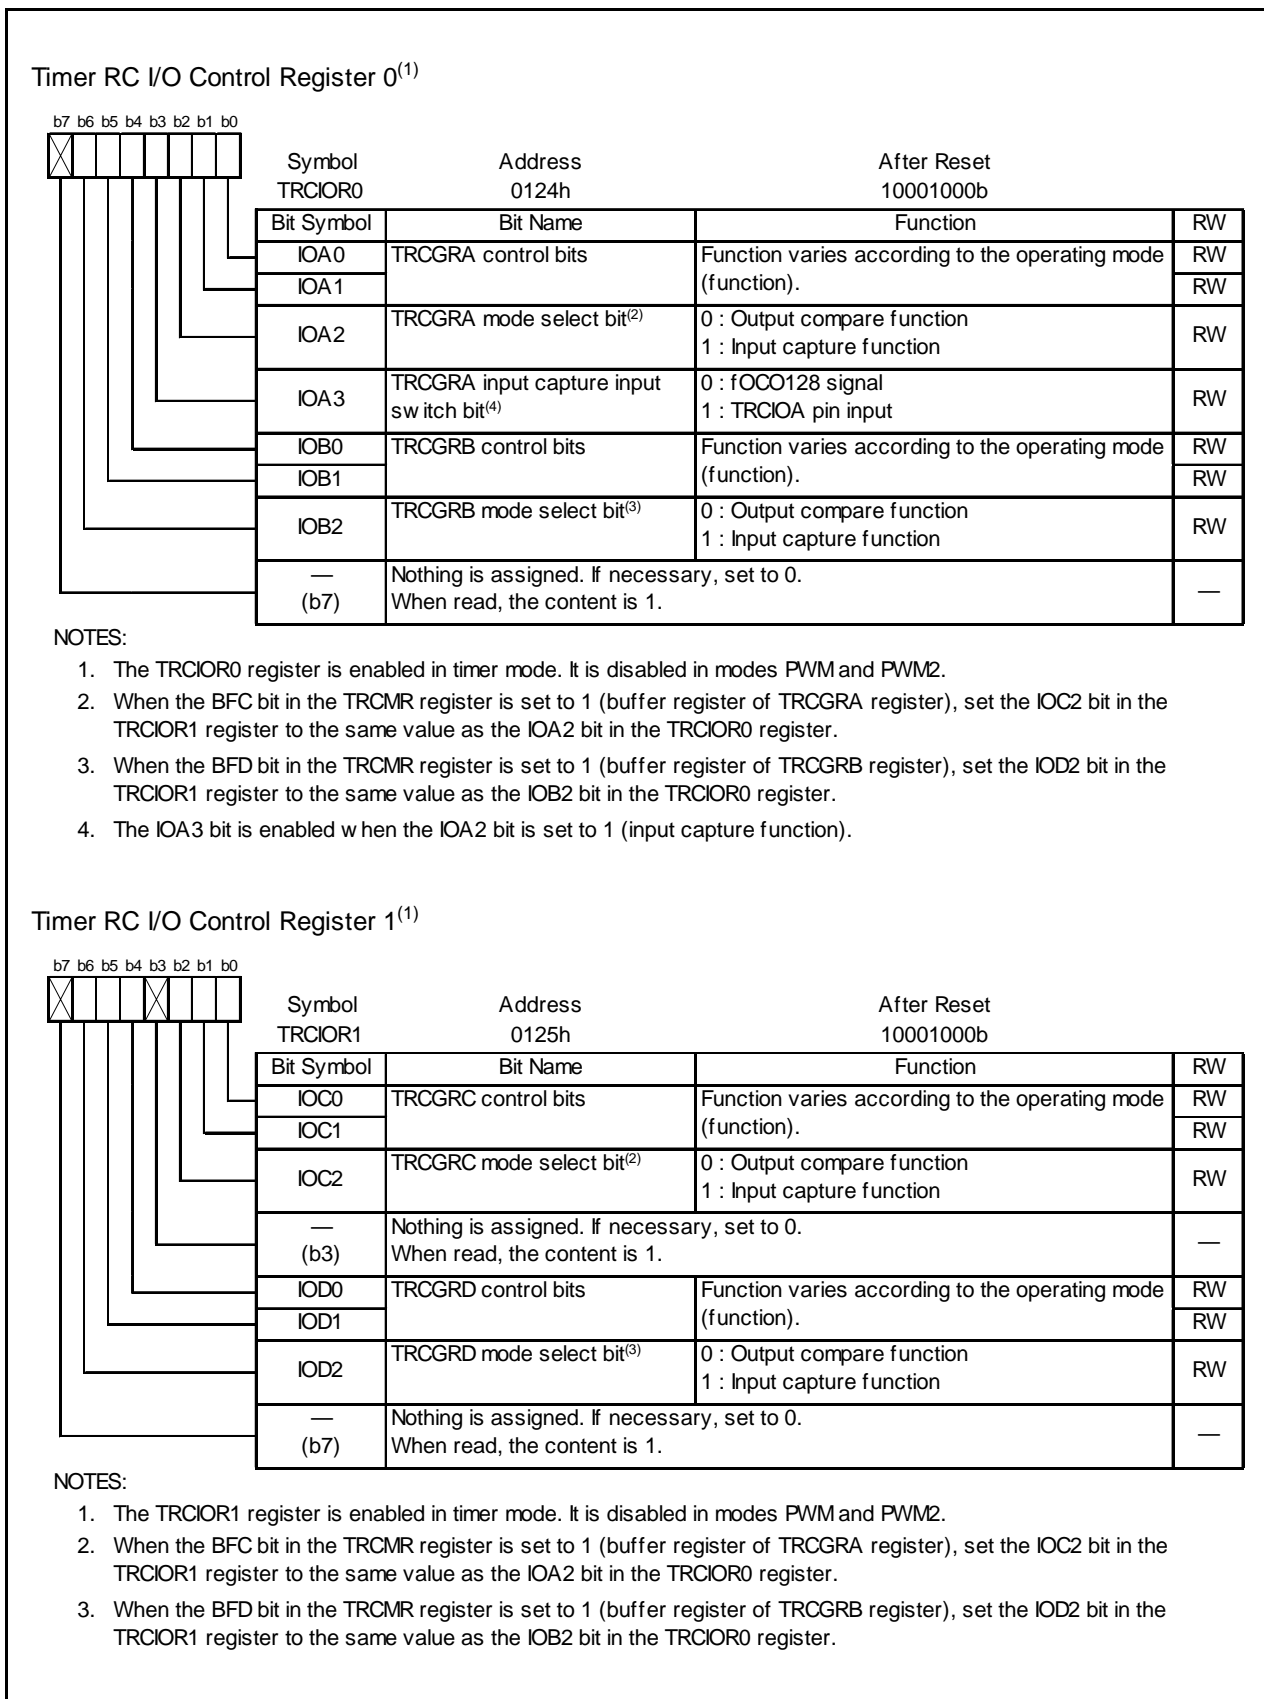 Timer RC I/O Control Register 0(1)
b7 b6 b5 b4 b3 b2 b1 b0
Symbol Address After Reset
TRCIOR0 0124h 10001000b
Bit Symbol Bit Name Function RW
IOA0 TRCGRA control bits Function varies according to the operating mode RW
IOA1 (function). RW
IOA2 TRCGRA mode select bit(2) 0 : Output compare function RW
1 : Input capture function
IOA3 TRCGRA input capture input 0 : fOCO128 signal RW
switch bit(4) 1 : TRCIOA pin input
IOB0 TRCGRB control bits Function varies according to the operating mode RW
IOB1 (function). RW
IOB2 TRCGRB mode select bit(3) 0 : Output compare function RW
1 : Input capture function
— Nothing is assigned. If necessary, set to 0. —
(b7) When read, the content is 1.
NOTES:
1. The TRCIOR0 register is enabled in timer mode. It is disabled in modes PWM and PWM2.
2. When the BFC bit in the TRCMR register is set to 1 (buffer register of TRCGRA register), set the IOC2 bit in the
TRCIOR1 register to the same value as the IOA2 bit in the TRCIOR0 register.
3. When the BFD bit in the TRCMR register is set to 1 (buffer register of TRCGRB register), set the IOD2 bit in the
TRCIOR1 register to the same value as the IOB2 bit in the TRCIOR0 register.
4. The IOA3 bit is enabled when the IOA2 bit is set to 1 (input capture function).
Timer RC I/O Control Register 1(1)
b7 b6 b5 b4 b3 b2 b1 b0
Symbol Address After Reset
TRCIOR1 0125h 10001000b
Bit Symbol Bit Name Function RW
IOC0 TRCGRC control bits Function varies according to the operating mode RW
IOC1 (function). RW
IOC2 TRCGRC mode select bit(2) 0 : Output compare function RW
1 : Input capture function
— Nothing is assigned. If necessary, set to 0. —
(b3) When read, the content is 1.
IOD0 TRCGRD control bits Function varies according to the operating mode RW
IOD1 (function). RW
IOD2 TRCGRD mode select bit(3) 0 : Output compare function RW
1 : Input capture function
— Nothing is assigned. If necessary, set to 0. —
(b7) When read, the content is 1.
NOTES:
1. The TRCIOR1 register is enabled in timer mode. It is disabled in modes PWM and PWM2.
2. When the BFC bit in the TRCMR register is set to 1 (buffer register of TRCGRA register), set the IOC2 bit in the
TRCIOR1 register to the same value as the IOA2 bit in the TRCIOR0 register.
3. When the BFD bit in the TRCMR register is set to 1 (buffer register of TRCGRB register), set the IOD2 bit in the
TRCIOR1 register to the same value as the IOB2 bit in the TRCIOR0 register.